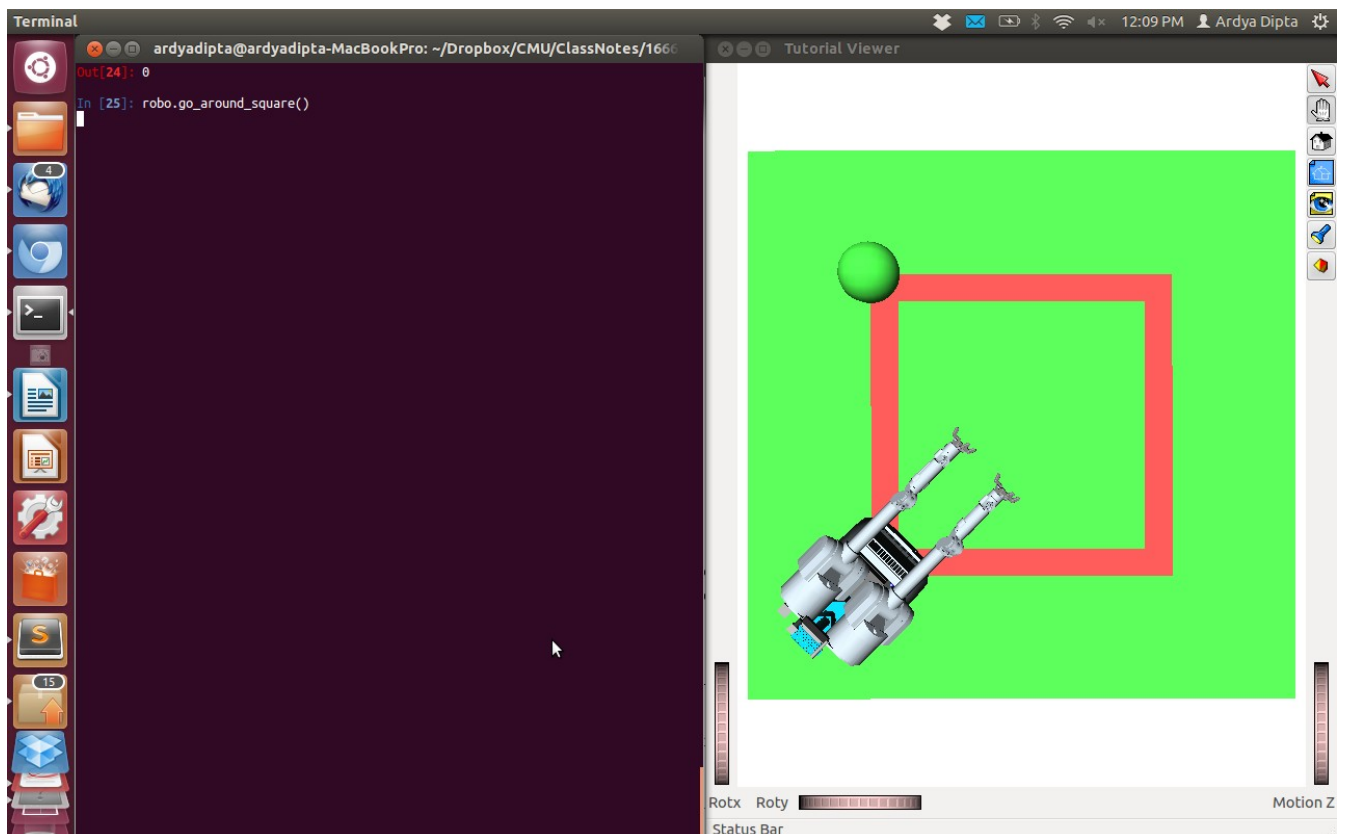 Terminal
12:09 PM Ardya Dipta
ardyadipta@ardyadipta-MacBookPro: ~/Dropbox/CMU/ClassNotes/1666
Tutorial Viewer
Out[24]: 0
In [25]: robo.go_around_square()
4
>_
S
15
Rotx Roty Motion Z
Status Bar